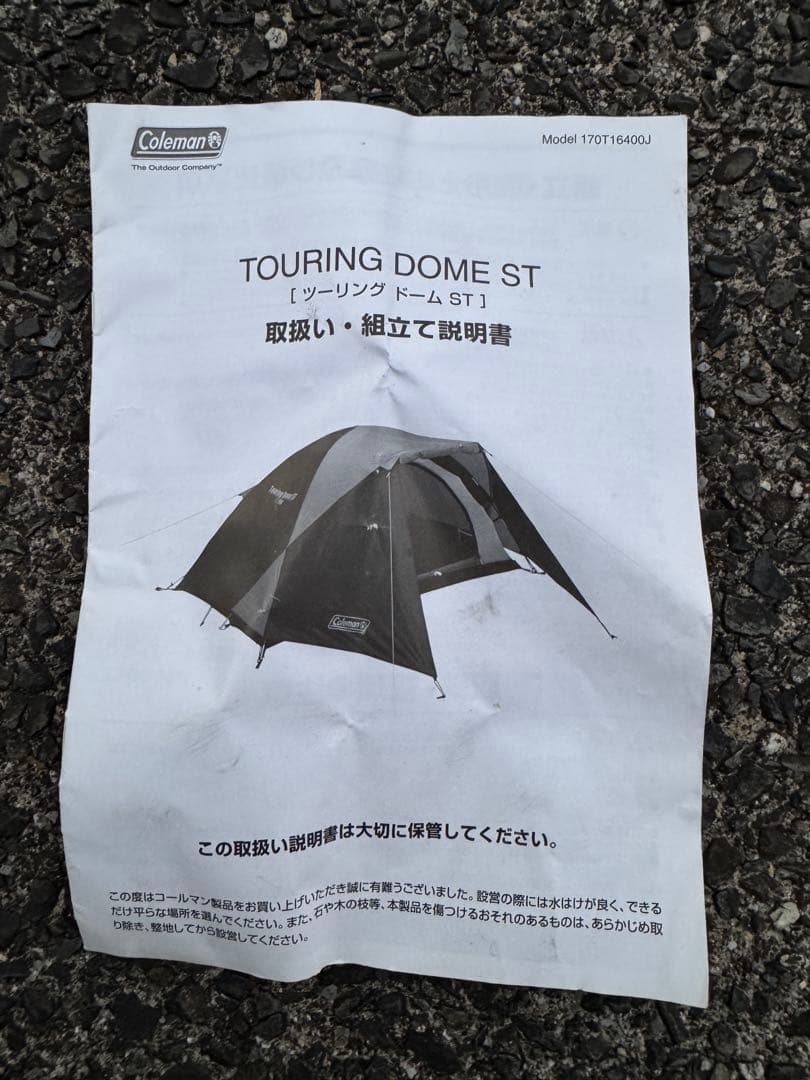 Coleman
The Outdoor Company™
Model 170T16400J
TOURING DOME ST
[ ツーリング ドーム ST ]
取扱い・組立て説明書
Touring Dome ST
Coleman
この取扱い説明書は大切に保管してください。
この度はコールマン製品をお買い上げいただき誠に有難うございました。設営の際には水はけが良く、できる
だけ平らな場所を選んでください。また、石や木の枝等、本製品を傷つけるおそれのあるものは、あらかじめ取
り除き、整地してから設営してください。